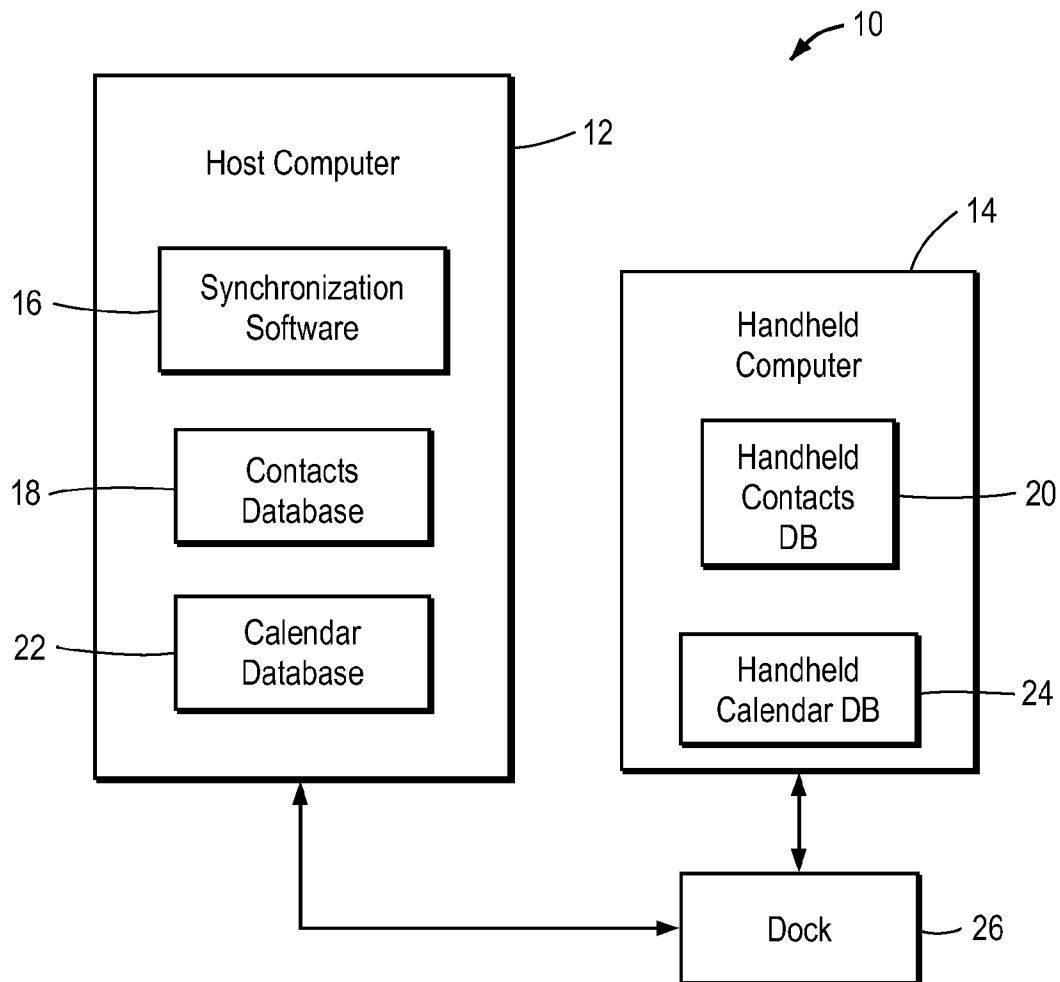 10
Host Computer
12
Synchronization
Software
16
Contacts
Database
18
Calendar
Database
22
14
Handheld
Computer
Handheld
Contacts
DB
20
Handheld
Calendar DB
24
Dock
26